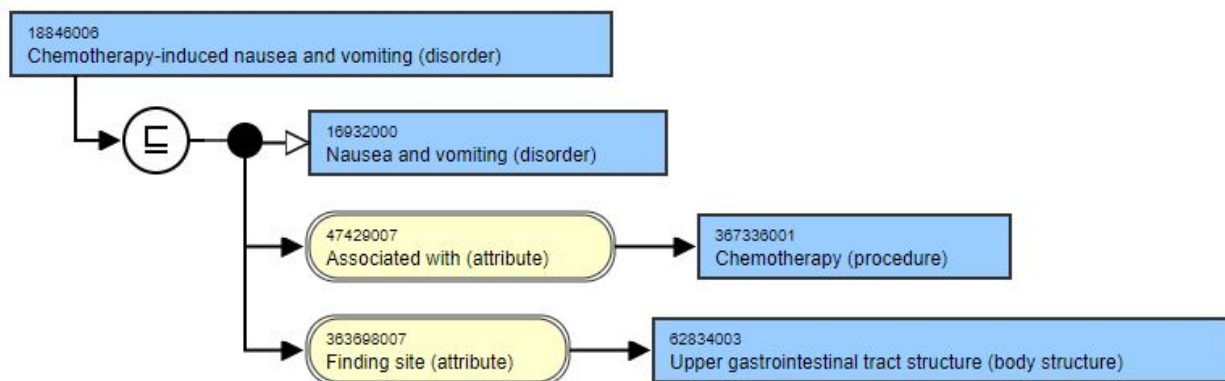 18846006
Chemotherapy-induced nausea and vomiting (disorder)
⊑
16932000
Nausea and vomiting (disorder)
47429007
Associated with (attribute)
367336001
Chemotherapy (procedure)
363698007
Finding site (attribute)
62834003
Upper gastrointestinal tract structure (body structure)